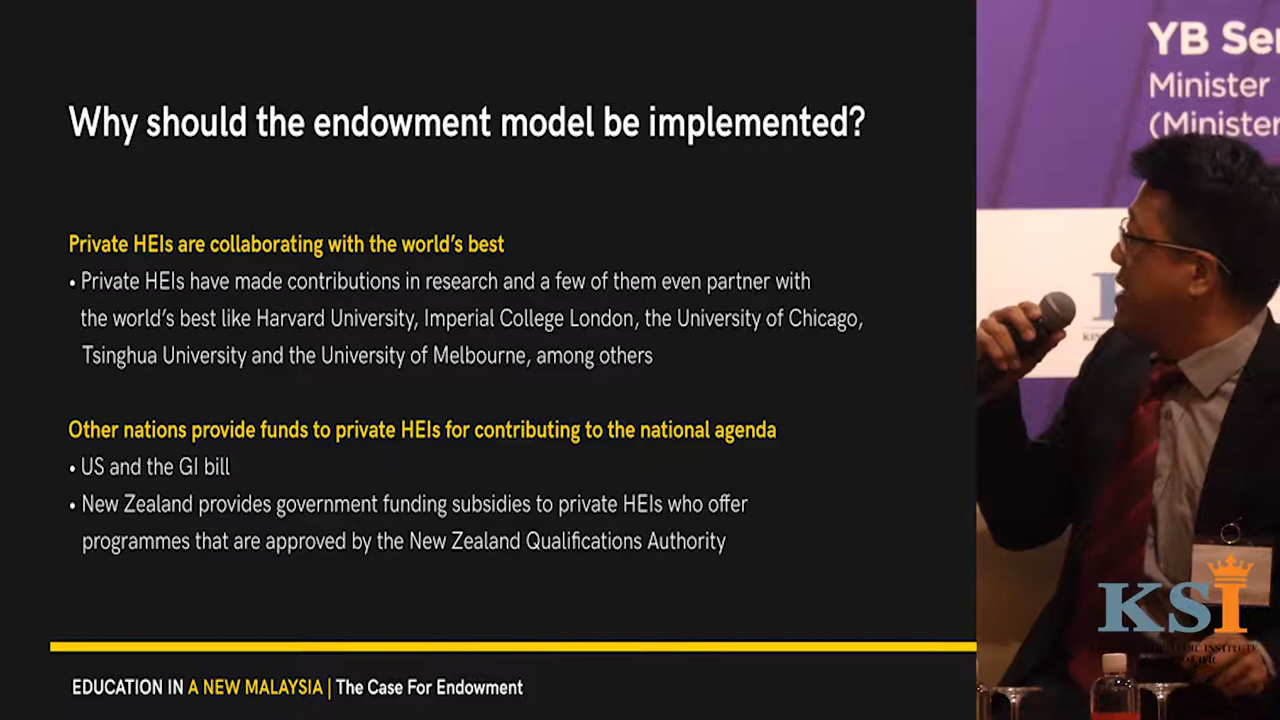 Why should the endowment model be implemented?
Private HEIs are collaborating with the world's best
• Private HEIs have made contributions in research and a few of them even partner with
the world's best like Harvard University, Imperial College London, the University of Chicago,
Tsinghua University and the University of Melbourne, among others
Other nations provide funds to private HEIs for contributing to the national agenda
• US and the GI bill
• New Zealand provides government funding subsidies to private HEIs who offer
programmes that are approved by the New Zealand Qualifications Authority
EDUCATION IN A NEW MALAYSIA | The Case For Endowment
YB
Minister
(Minister
KSI